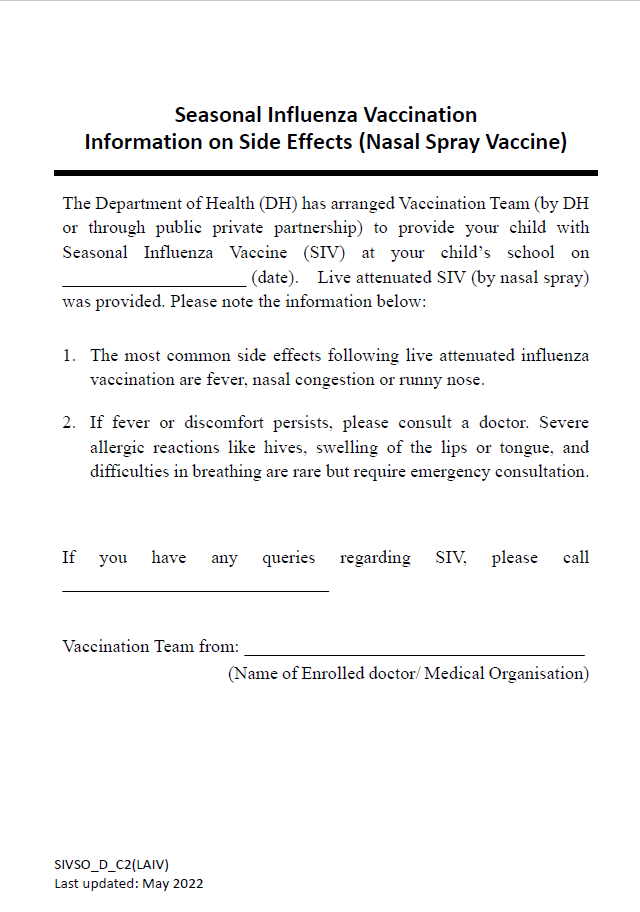 Seasonal Influenza Vaccination
Information on Side Effects (Nasal Spray Vaccine)
The Department of Health (DH) has arranged Vaccination Team (by DH
or through public private partnership) to provide your child with
Seasonal Influenza Vaccine (SIV) at your child's school on
____________________ (date). Live attenuated SIV (by nasal spray)
was provided. Please note the information below:
1. The most common side effects following live attenuated influenza
vaccination are fever, nasal congestion or runny nose.
2. If fever or discomfort persists, please consult a doctor. Severe
allergic reactions like hives, swelling of the lips or tongue, and
difficulties in breathing are rare but require emergency consultation.
If you have any queries regarding SIV, please call
_____________________________
Vaccination Team from: _____________________________________
(Name of Enrolled doctor/ Medical Organisation)
SIVSO_D_C2(LAIV)
Last updated: May 2022